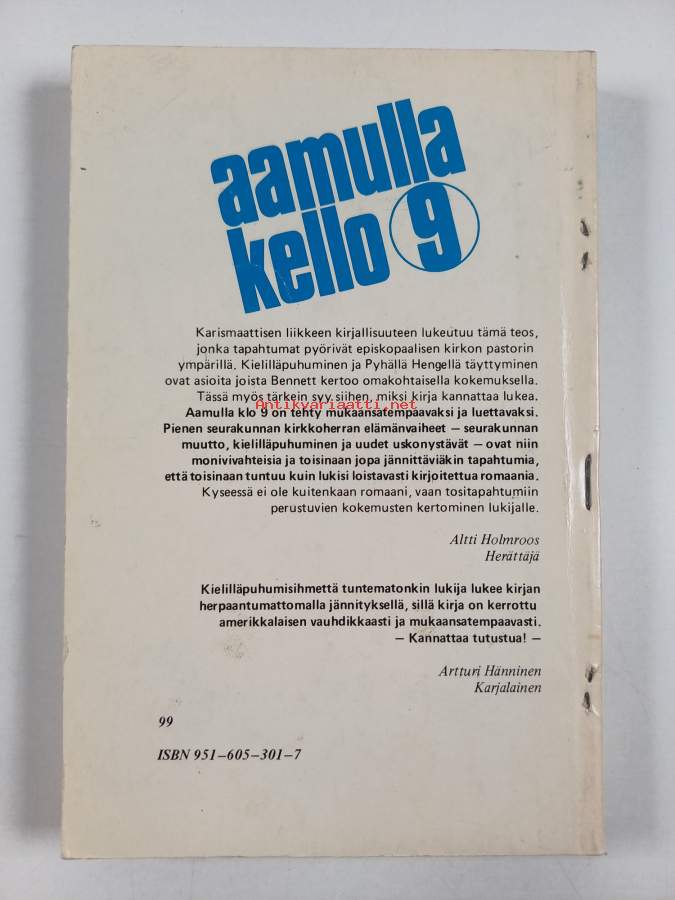 aamulla
kello 9
Karismaattisen liikkeen kirjallisuuteen lukeutuu tämä teos,
jonka tapahtumat pyörivät episkopaalisen kirkon pastorin
ympärillä. Kielilläpuhuminen ja Pyhällä Hengellä täyttyminen
ovat asioita joista Bennett kertoo omakohtaisella kokemuksella.
Tässä myös tärkein syy siihen, miksi kirja kannattaa lukea.
Antikvariaatti.net
Aamulla klo 9 on tehty mukaansatempaavaksi ja luettavaksi.
Pienen seurakunnan kirkkoherran elämänvaiheet — seurakunnan
muutto, kielilläpuhuminen ja uudet uskonystävät — ovat niin
monivivahteisia ja toisinaan jopa jännittäviäkin tapahtumia,
että toisinaan tuntuu kuin lukisi loistavasti kirjoitettua romaania.
Kyseessä ei ole kuitenkaan romaani, vaan tositapahtumiin
perustuvien kokemusten kertominen lukijalle.
Altti Holmroos
Herättäjä
Kielilläpuhumisihmettä tuntematonkin lukija lukee kirjan
herpaantumattomalla jännityksellä, sillä kirja on kerrottu
amerikkalaisen vauhdikkaasti ja mukaansatempaavasti.
— Kannattaa tutustua! —
Artturi Hänninen
Karjalainen
99
ISBN 951–605–301–7